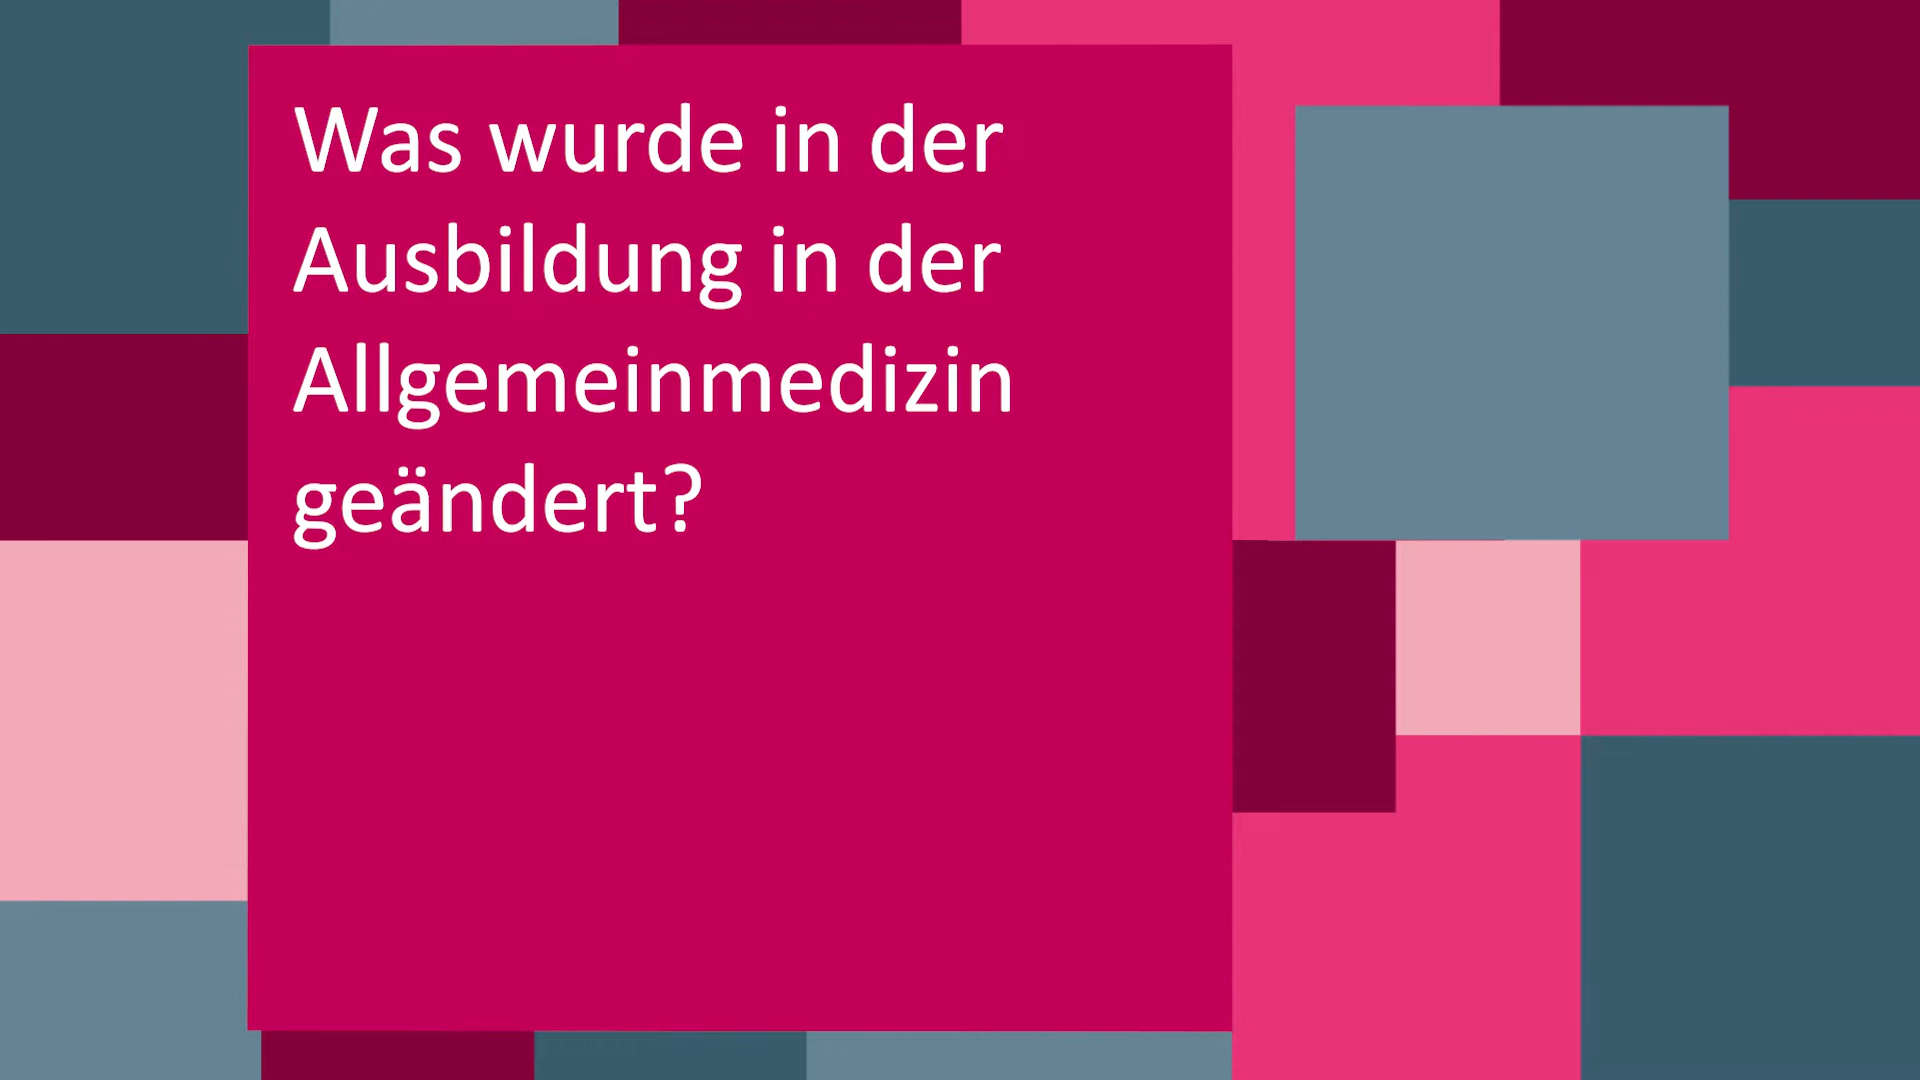 Was wurde in der
Ausbildung in der
Allgemeinmedizin
geändert?